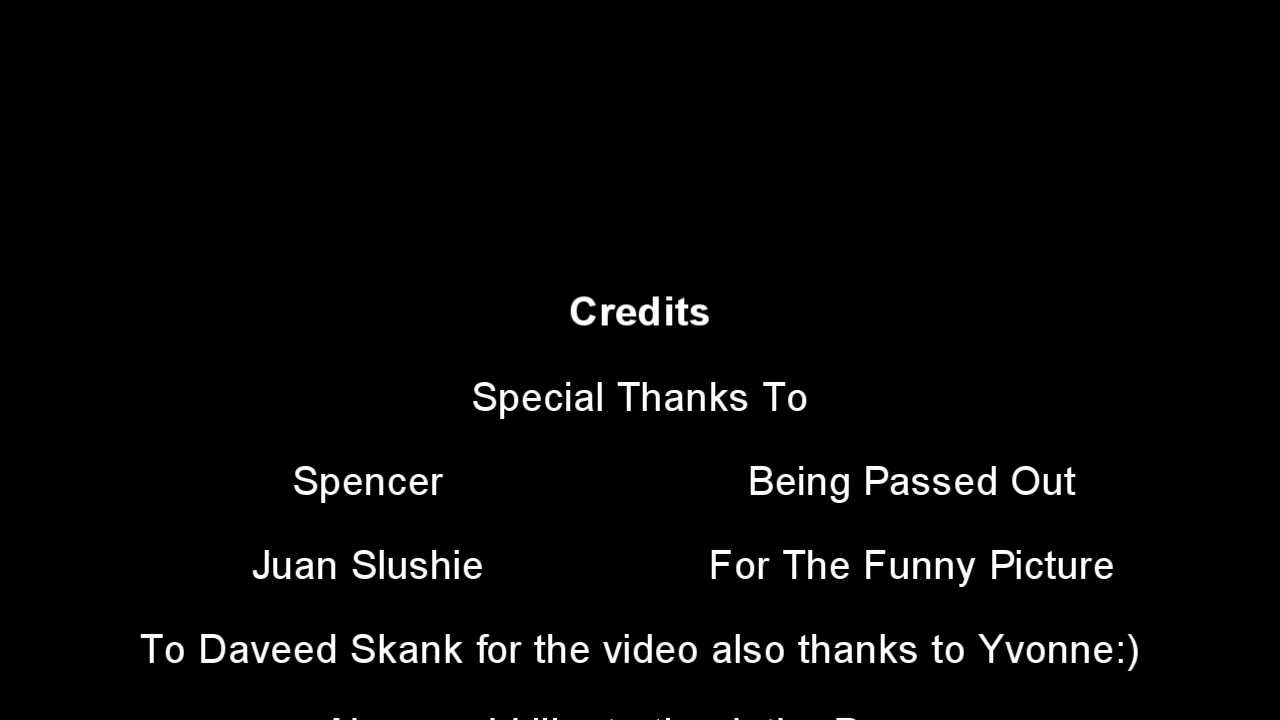 Credits
Special Thanks To
Spencer Being Passed Out
Juan Slushie For The Funny Picture
To Daveed Skank for the video also thanks to Yvonne:)